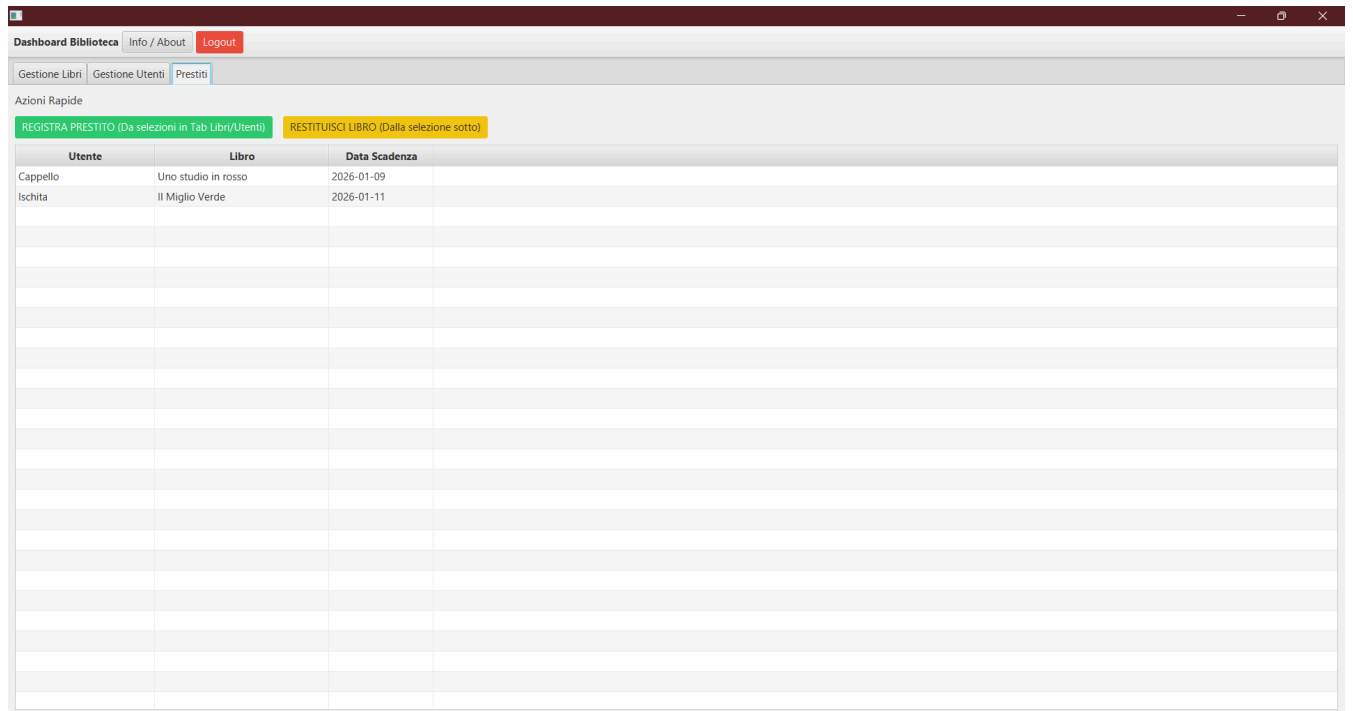 Dashboard Biblioteca Info / About Logout
Gestione Libri Gestione Utenti Prestiti
Azioni Rapide
REGISTRA PRESTITO (Da selezioni in Tab Libri/Utenti) RESTITUISCI LIBRO (Dalla selezione sotto)
Utente Libro Data Scadenza
Cappello Uno studio in rosso 2026-01-09
Ischita Il Miglio Verde 2026-01-11